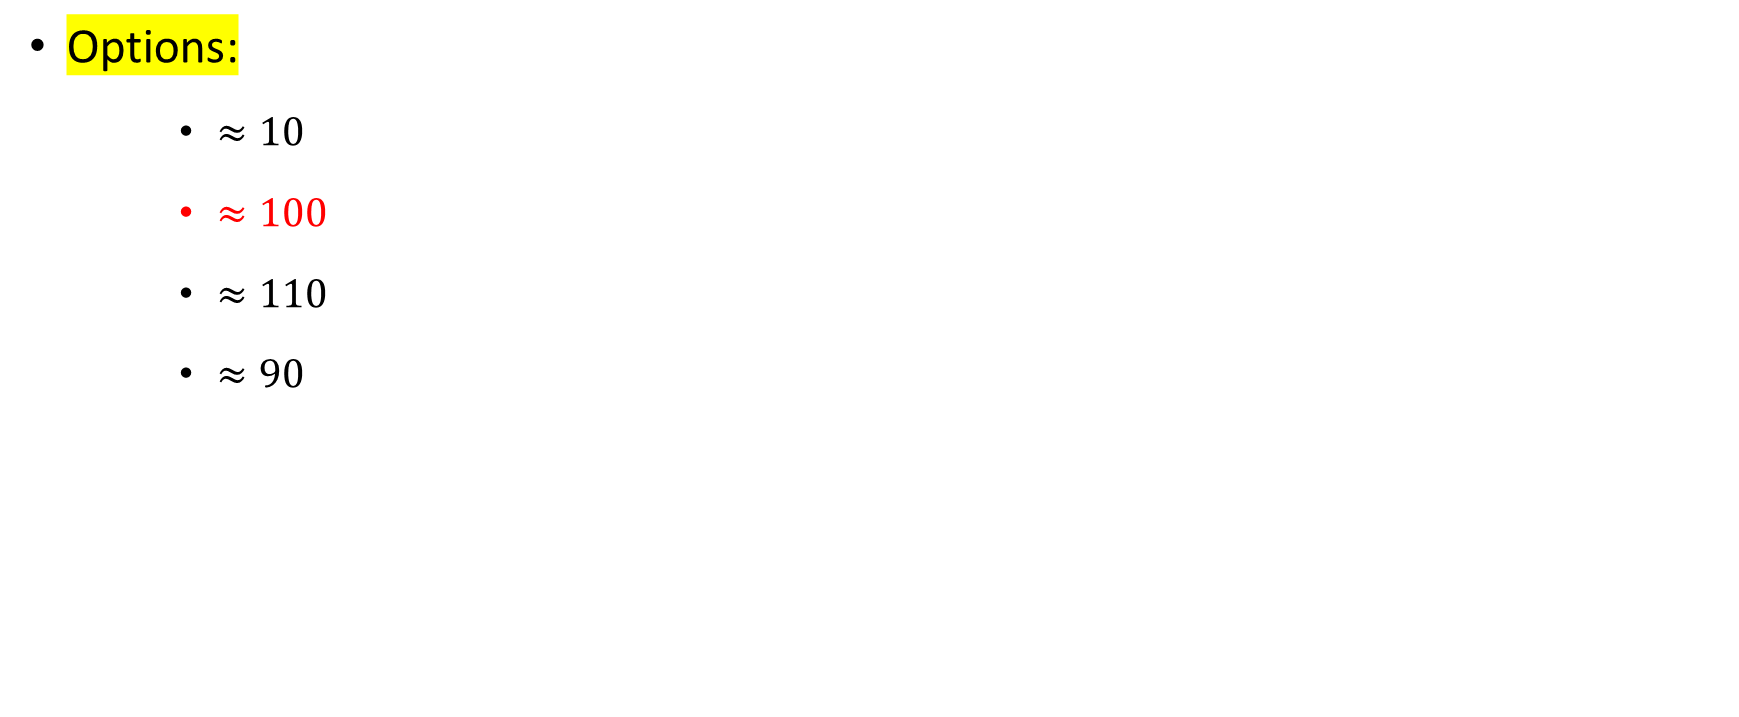 • Options:
• ≈ 10
• ≈ 100
• ≈ 110
• ≈ 90